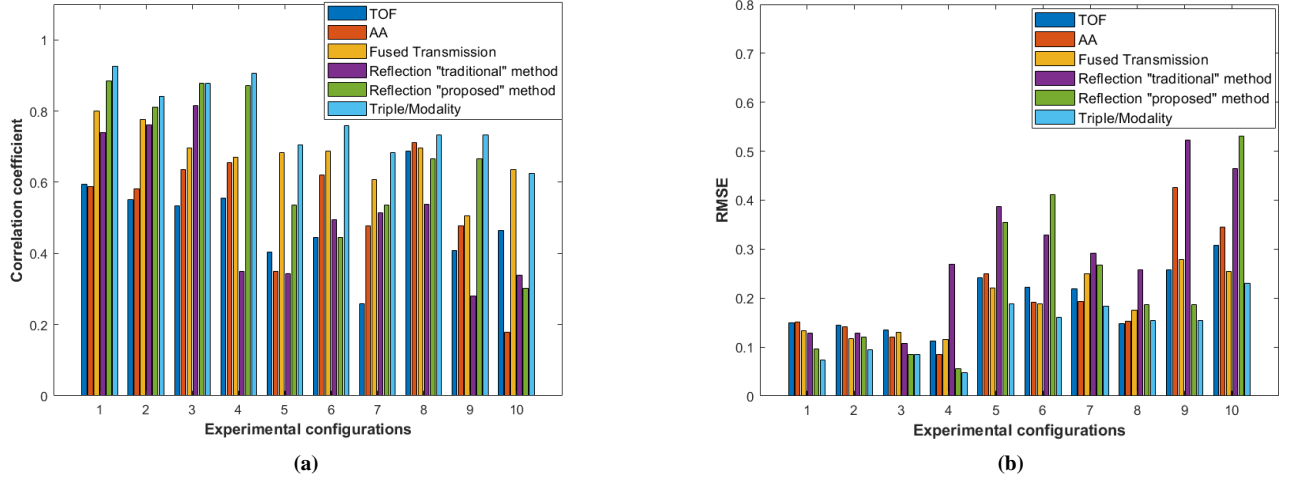 TOF
AA
Fused Transmission
Reflection "traditional" method
Reflection "proposed" method
Triple/Modality
1
0.8
0.6
0.4
0.2
0
Correlation coefficient
1 2 3 4 5 6 7 8 9 10
Experimental configurations
(a)
TOF
AA
Fused Transmission
Reflection "traditional" method
Reflection "proposed" method
Triple/Modality
0.8
0.7
0.6
0.5
0.4
0.3
0.2
0.1
0
RMSE
1 2 3 4 5 6 7 8 9 10
Experimental configurations
(b)